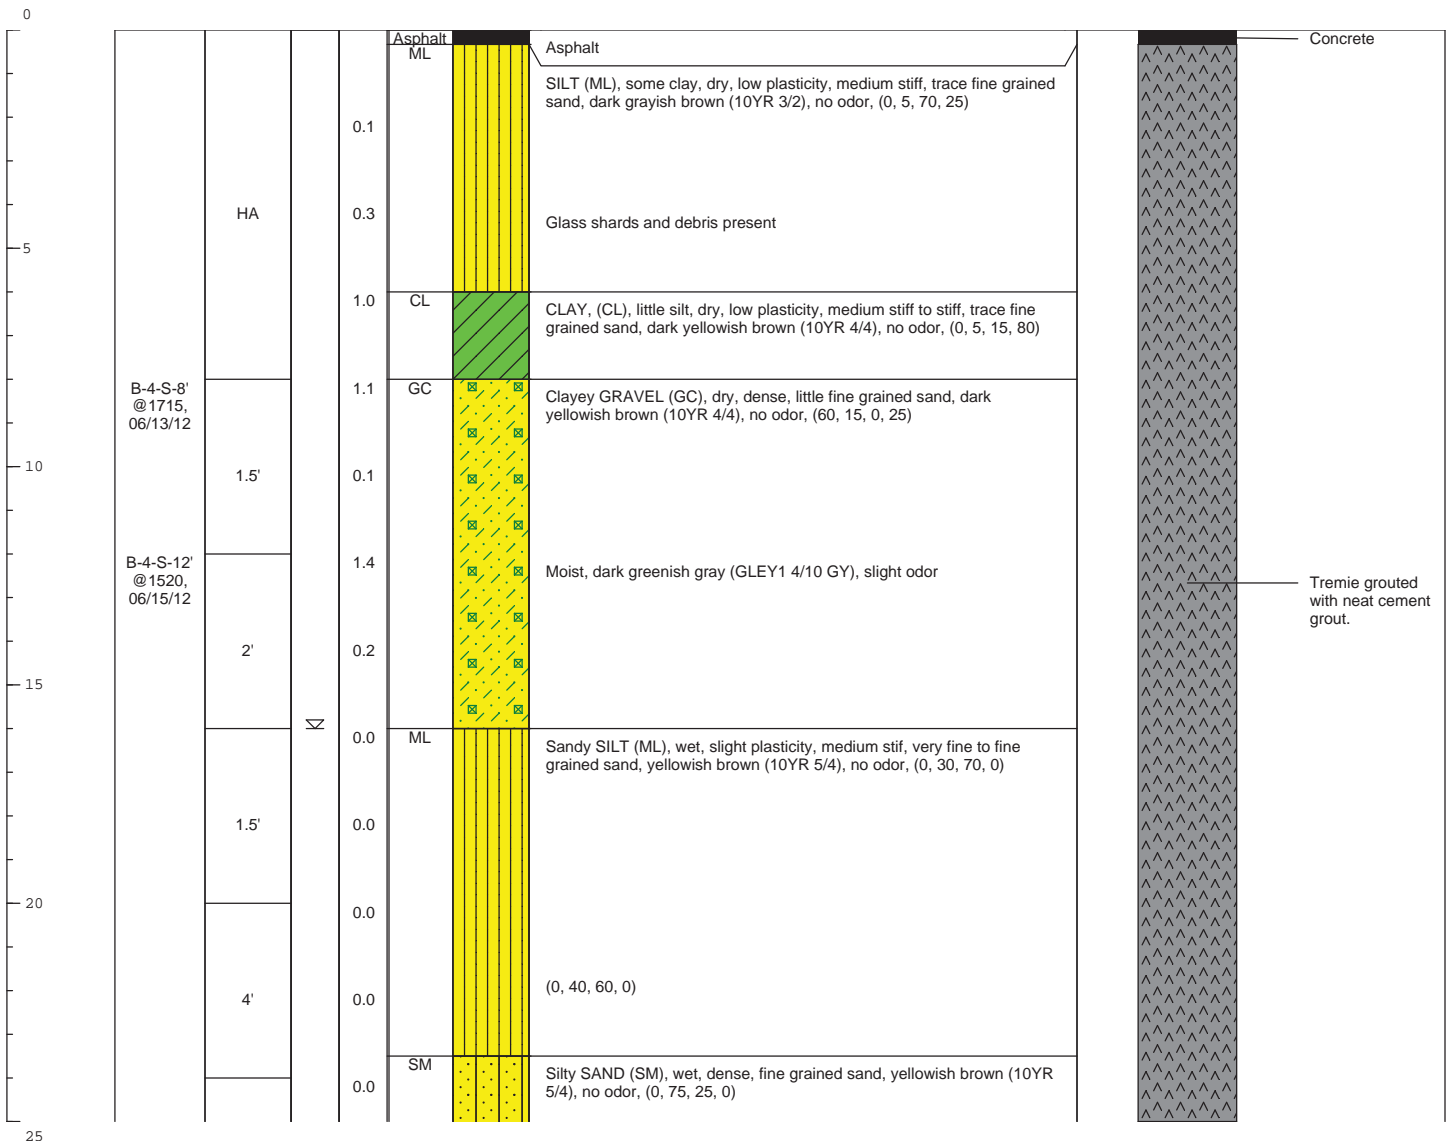 0
Asphalt
Asphalt
Concrete
ML
SILT (ML), some clay, dry, low plasticity, medium stiff, trace fine grained
sand, dark grayish brown (10YR 3/2), no odor, (0, 5, 70, 25)
0.1
HA
0.3
Glass shards and debris present
5
1.0
CL
CLAY, (CL), little silt, dry, low plasticity, medium stiff to stiff, trace fine
grained sand, dark yellowish brown (10YR 4/4), no odor, (0, 5, 15, 80)
B-4-S-8'
@1715,
06/13/12
1.1
GC
Clayey GRAVEL (GC), dry, dense, little fine grained sand, dark
yellowish brown (10YR 4/4), no odor, (60, 15, 0, 25)
10
1.5'
0.1
B-4-S-12'
@1520,
06/15/12
1.4
Moist, dark greenish gray (GLEY1 4/10 GY), slight odor
Tremie grouted
with neat cement
grout.
2'
0.2
15
0.0
ML
Sandy SILT (ML), wet, slight plasticity, medium stif, very fine to fine
grained sand, yellowish brown (10YR 5/4), no odor, (0, 30, 70, 0)
1.5'
0.0
20
0.0
4'
0.0
(0, 40, 60, 0)
SM
Silty SAND (SM), wet, dense, fine grained sand, yellowish brown (10YR
5/4), no odor, (0, 75, 25, 0)
0.0
25